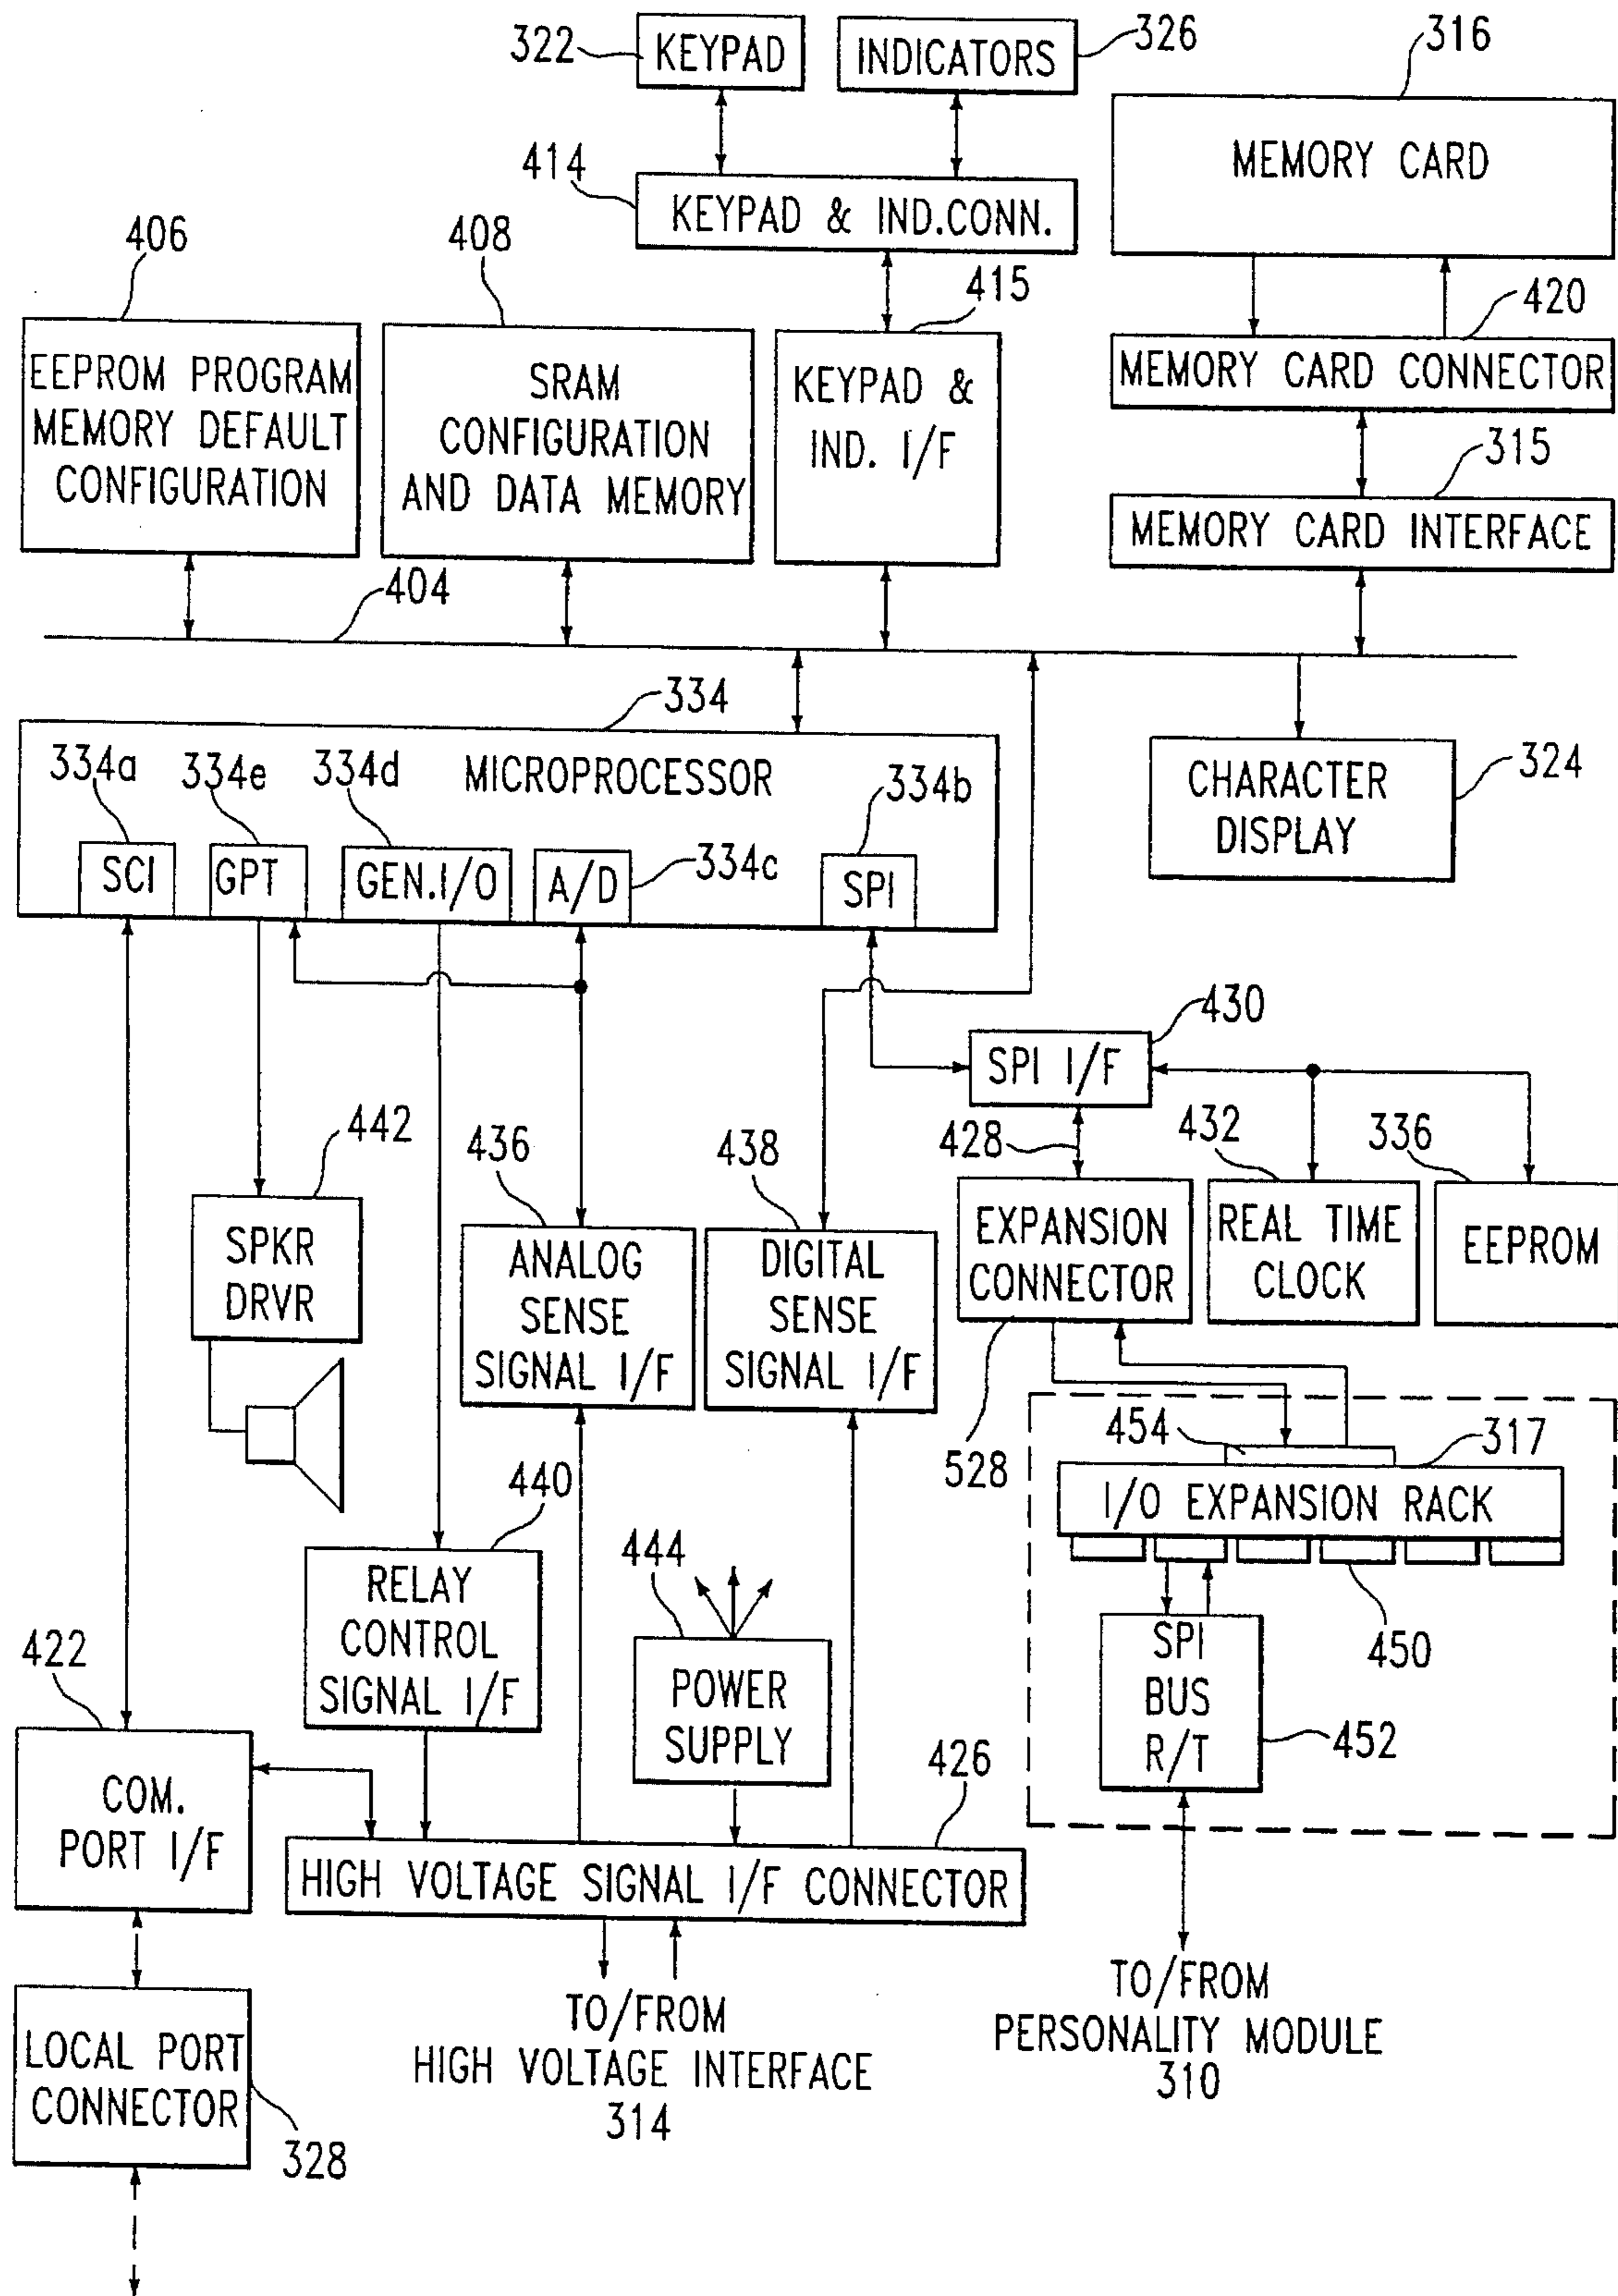 322
KEYPAD
INDICATORS
326
316
MEMORY CARD
414
KEYPAD & IND.CONN.
406
408
415
420
EEPROM PROGRAM
MEMORY DEFAULT
CONFIGURATION
SRAM
CONFIGURATION
AND DATA MEMORY
KEYPAD &
IND. I/F
MEMORY CARD CONNECTOR
315
MEMORY CARD INTERFACE
404
334
MICROPROCESSOR
334a
334e
334d
334b
334c
SCI
GPT
GEN.I/O
A/D
SPI
CHARACTER
DISPLAY
324
430
SPI I/F
428
442
436
438
432
336
SPKR
DRVR
ANALOG
SENSE
SIGNAL I/F
DIGITAL
SENSE
SIGNAL I/F
EXPANSION
CONNECTOR
REAL TIME
CLOCK
EEPROM
528
454
317
I/O EXPANSION RACK
440
444
450
RELAY
CONTROL
SIGNAL I/F
POWER
SUPPLY
SPI
BUS
R/T
452
422
426
COM.
PORT I/F
HIGH VOLTAGE SIGNAL I/F CONNECTOR
TO/FROM
HIGH VOLTAGE INTERFACE
314
TO/FROM
PERSONALITY MODULE
310
LOCAL PORT
CONNECTOR
328